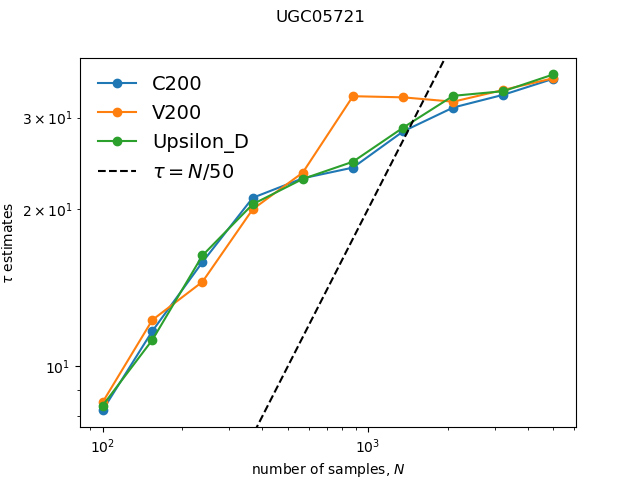 UGC05721
C200
V200
Upsilon_D
τ = N/50
3 × 10¹
2 × 10¹
10¹
τ estimates
10² 10³
number of samples, N